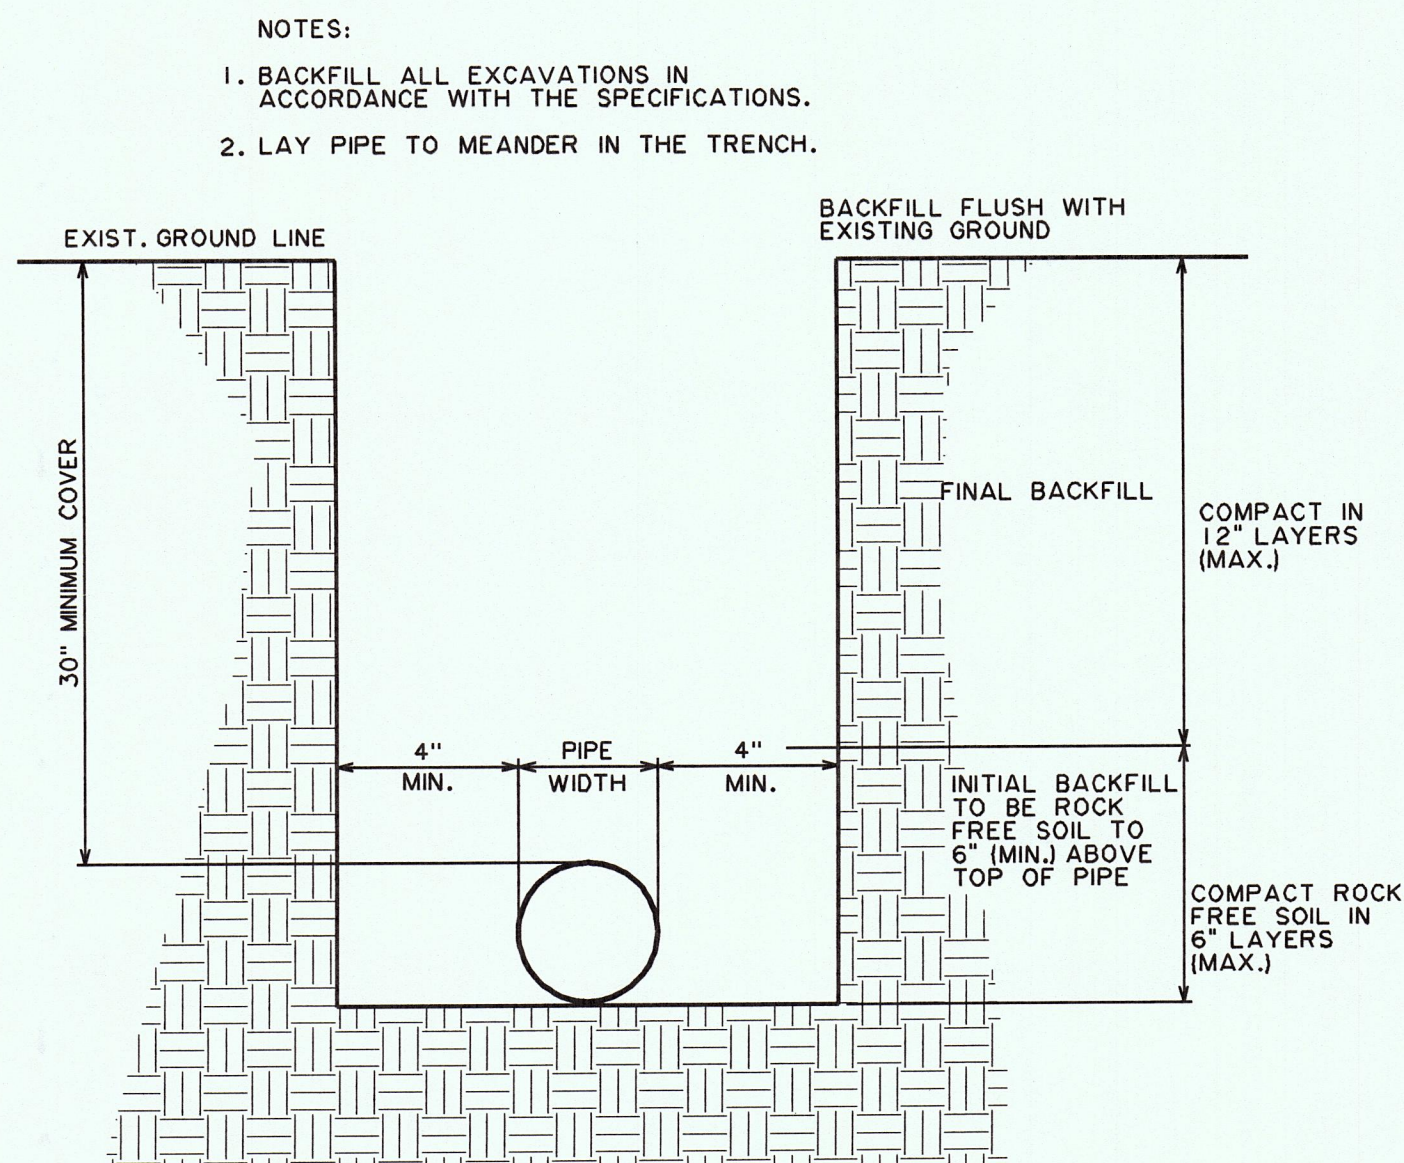 NOTES:
1. BACKFILL ALL EXCAVATIONS IN
ACCORDANCE WITH THE SPECIFICATIONS.
2. LAY PIPE TO MEANDER IN THE TRENCH.
EXIST. GROUND LINE
BACKFILL FLUSH WITH
EXISTING GROUND
30" MINIMUM COVER
FINAL BACKFILL
COMPACT IN
12" LAYERS
(MAX.)
4"
MIN.
PIPE
WIDTH
4"
MIN.
INITIAL BACKFILL
TO BE ROCK
FREE SOIL TO
6" (MIN.) ABOVE
TOP OF PIPE
COMPACT ROCK
FREE SOIL IN
6" LAYERS
(MAX.)